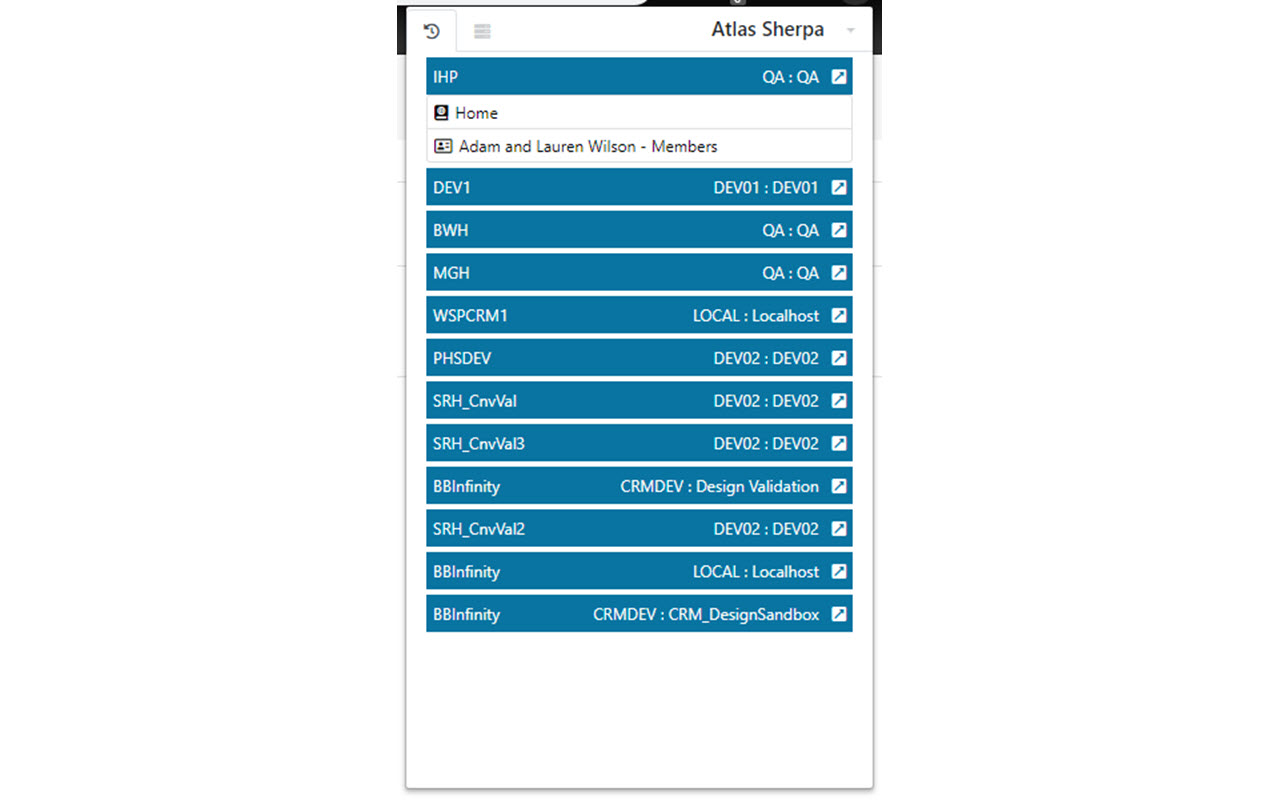 Atlas Sherpa
IHP QA : QA
Home
Adam and Lauren Wilson - Members
DEV1 DEV01 : DEV01
BWH QA : QA
MGH QA : QA
WSPCRM1 LOCAL : Localhost
PHSDEV DEV02 : DEV02
SRH_CnvVal DEV02 : DEV02
SRH_CnvVal3 DEV02 : DEV02
BBInfinity CRMDEV : Design Validation
SRH_CnvVal2 DEV02 : DEV02
BBInfinity LOCAL : Localhost
BBInfinity CRMDEV : CRM_DesignSandbox